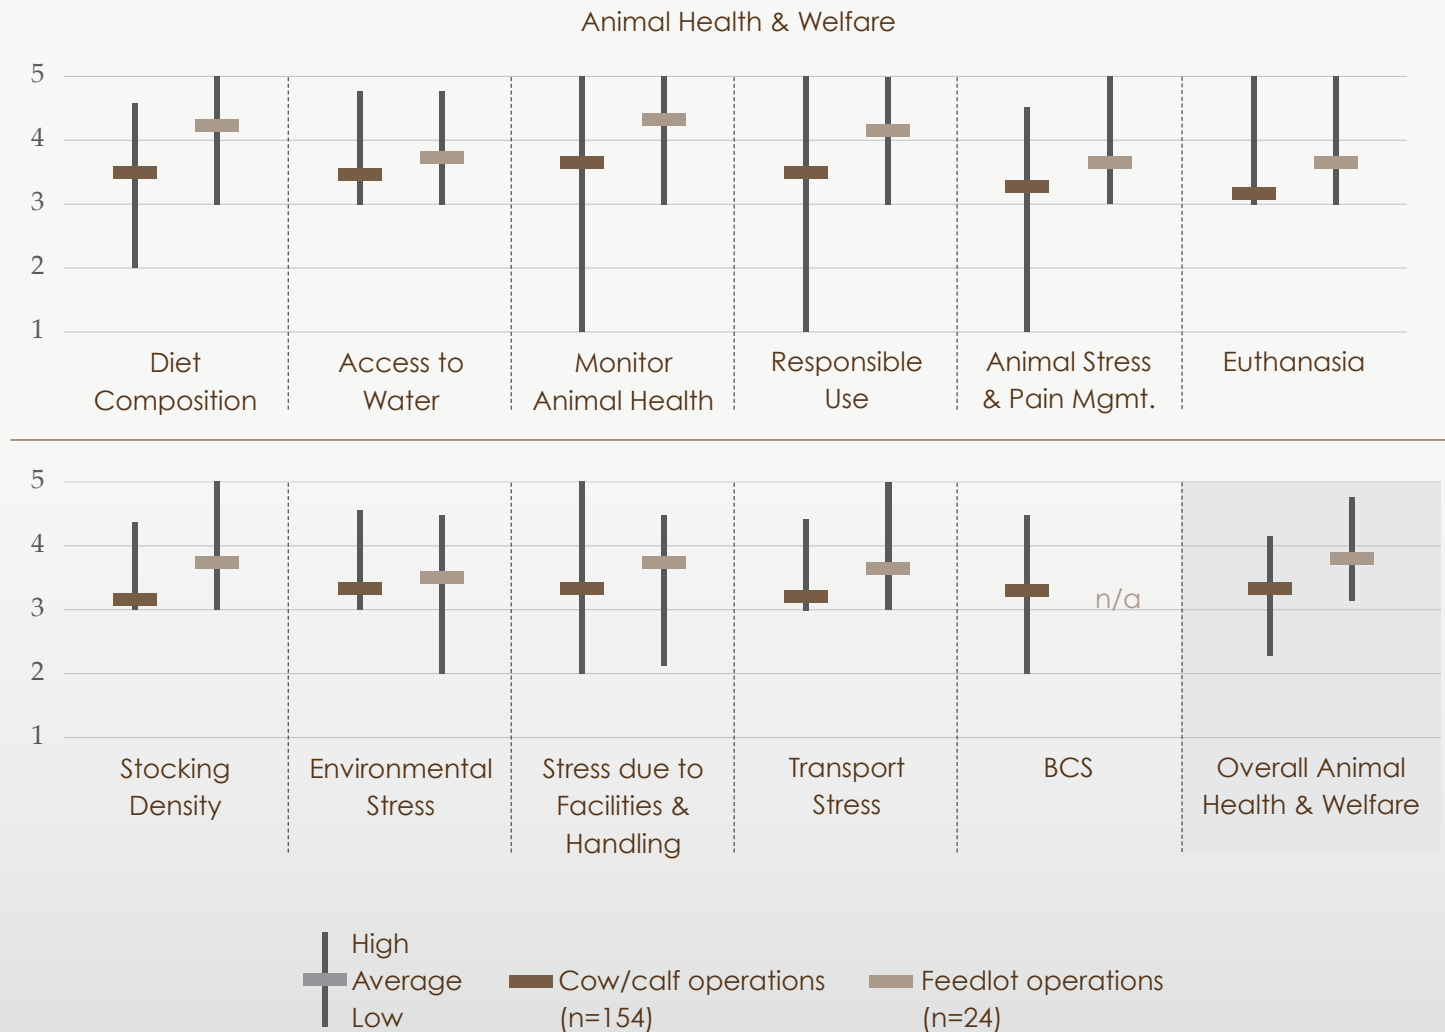 Animal Health & Welfare
5
4
3
2
1
Diet
Composition
Access to
Water
Monitor
Animal Health
Responsible
Use
Animal Stress
& Pain Mgmt.
Euthanasia
5
4
3
2
1
n/a
Stocking
Density
Environmental
Stress
Stress due to
Facilities &
Handling
Transport
Stress
BCS
Overall Animal
Health & Welfare
High
Average
Low
Cow/calf operations
(n=154)
Feedlot operations
(n=24)